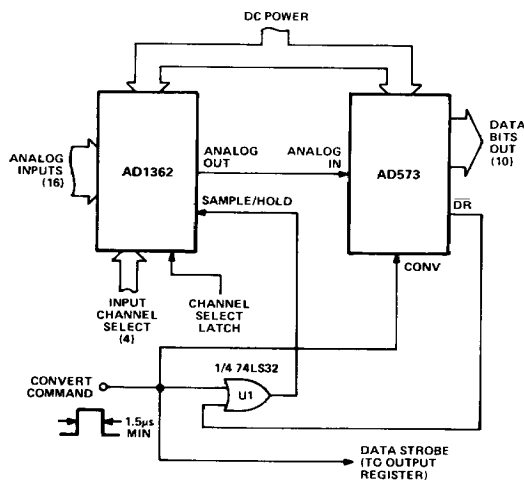 DC POWER
ANALOG
INPUTS
(16)
AD1362
ANALOG
OUT
ANALOG
IN
SAMPLE/HOLD
AD573
DATA
BITS
OUT
(10)
DR
CONV
INPUT
CHANNEL
SELECT
(4)
CHANNEL
SELECT
LATCH
1/4 74LS32
U1
CONVERT
COMMAND
1.5µs
MIN
DATA STROBE
(TO OUTPUT
REGISTER)